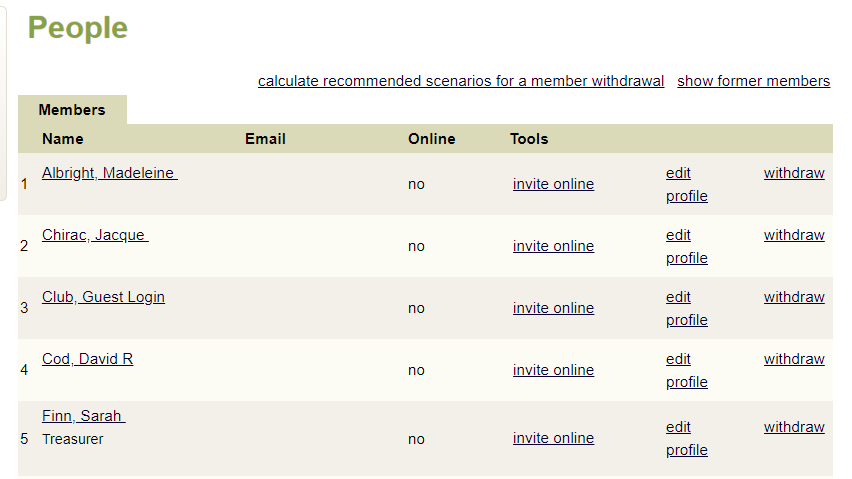 People
calculate recommended scenarios for a member withdrawal show former members
Members
Name Email Online Tools
1 Albright, Madeleine no invite online edit profile withdraw
2 Chirac, Jacque no invite online edit profile withdraw
3 Club, Guest Login no invite online edit profile withdraw
4 Cod, David R no invite online edit profile withdraw
5 Finn, Sarah
Treasurer no invite online edit profile withdraw